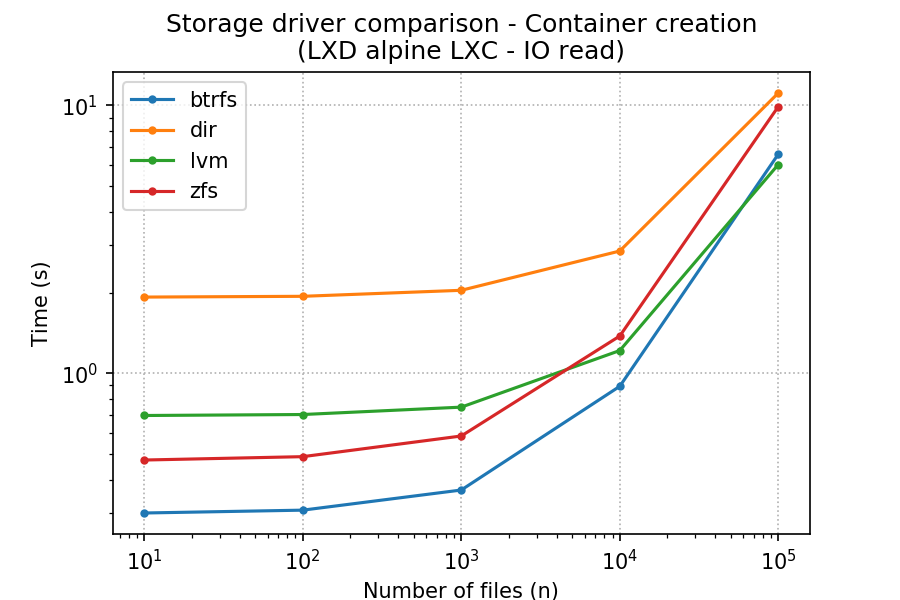 Storage driver comparison - Container creation
(LXD alpine LXC - IO read)
btrfs
dir
lvm
zfs
Time (s)
10¹
10⁰
10¹ 10² 10³ 10⁴ 10⁵
Number of files (n)